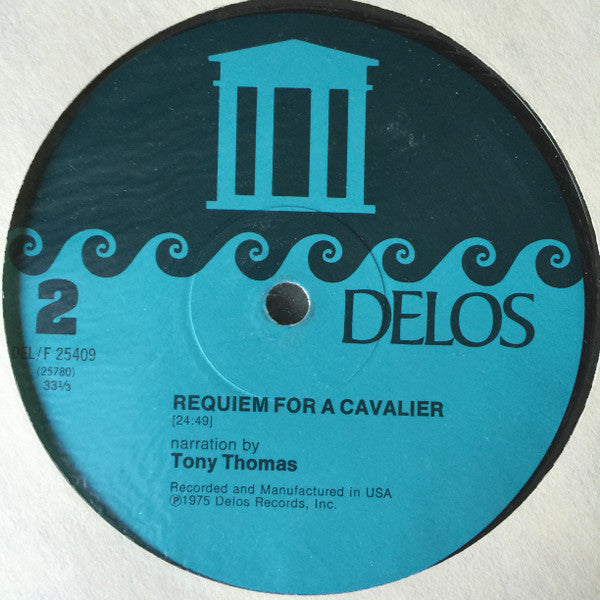 DELOS
2
DEL/F 25409
(25780)
33⅓
REQUIEM FOR A CAVALIER
[24:49]
narration by
Tony Thomas
Recorded and Manufactured in USA
Ⓟ1975 Delos Records, Inc.